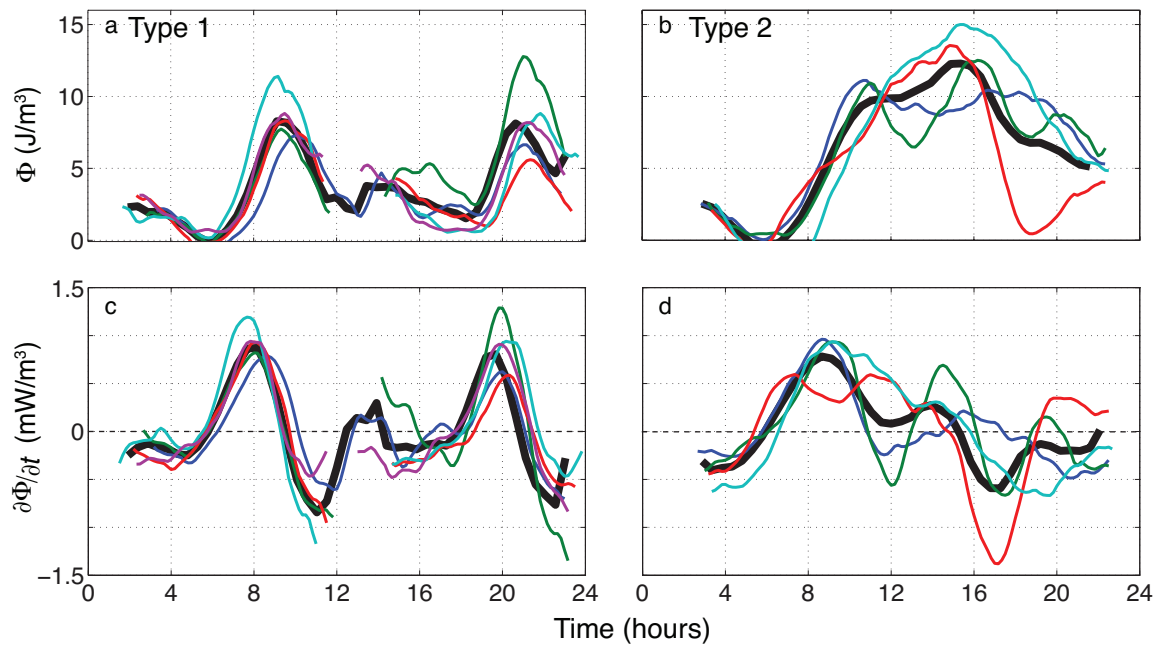 a Type 1
b Type 2
Φ (J/m³)
15
10
5
0
c
d
∂Φ/∂t (mW/m³)
1.5
0
−1.5
0 4 8 12 16 20 24
0 4 8 12 16 20 24
Time (hours)